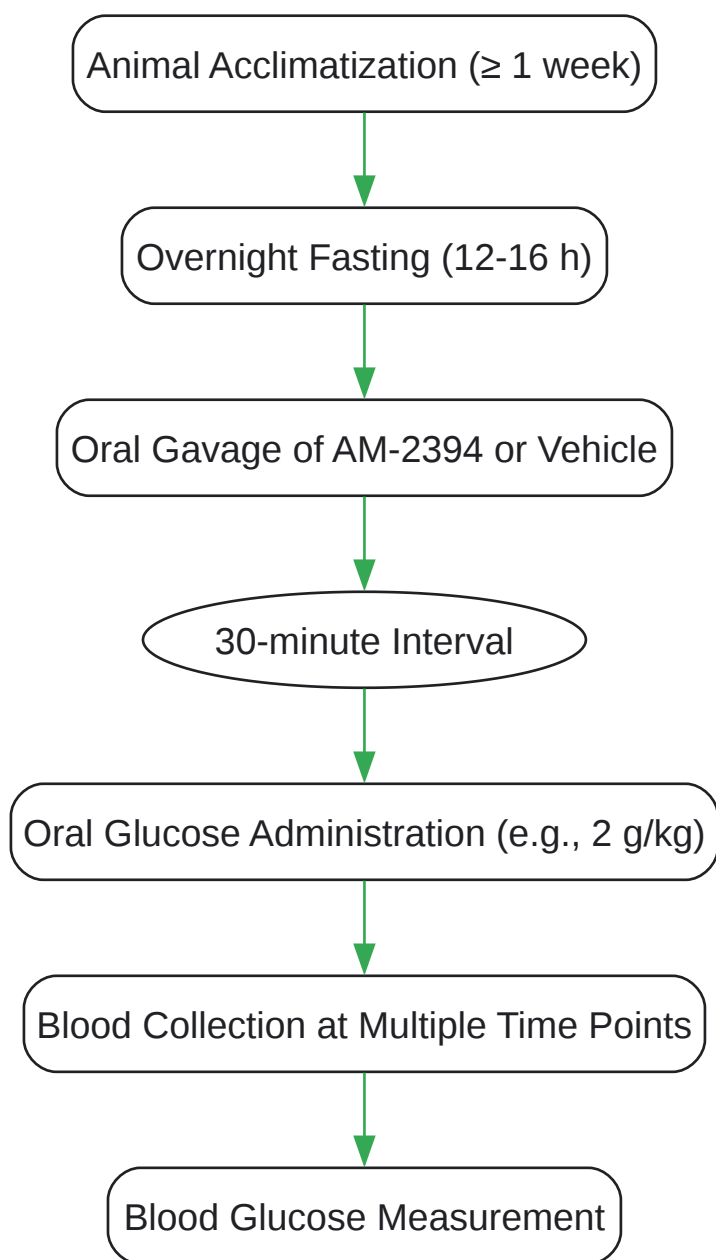 Animal Acclimatization (≥ 1 week)
Overnight Fasting (12-16 h)
Oral Gavage of AM-2394 or Vehicle
30-minute Interval
Oral Glucose Administration (e.g., 2 g/kg)
Blood Collection at Multiple Time Points
Blood Glucose Measurement